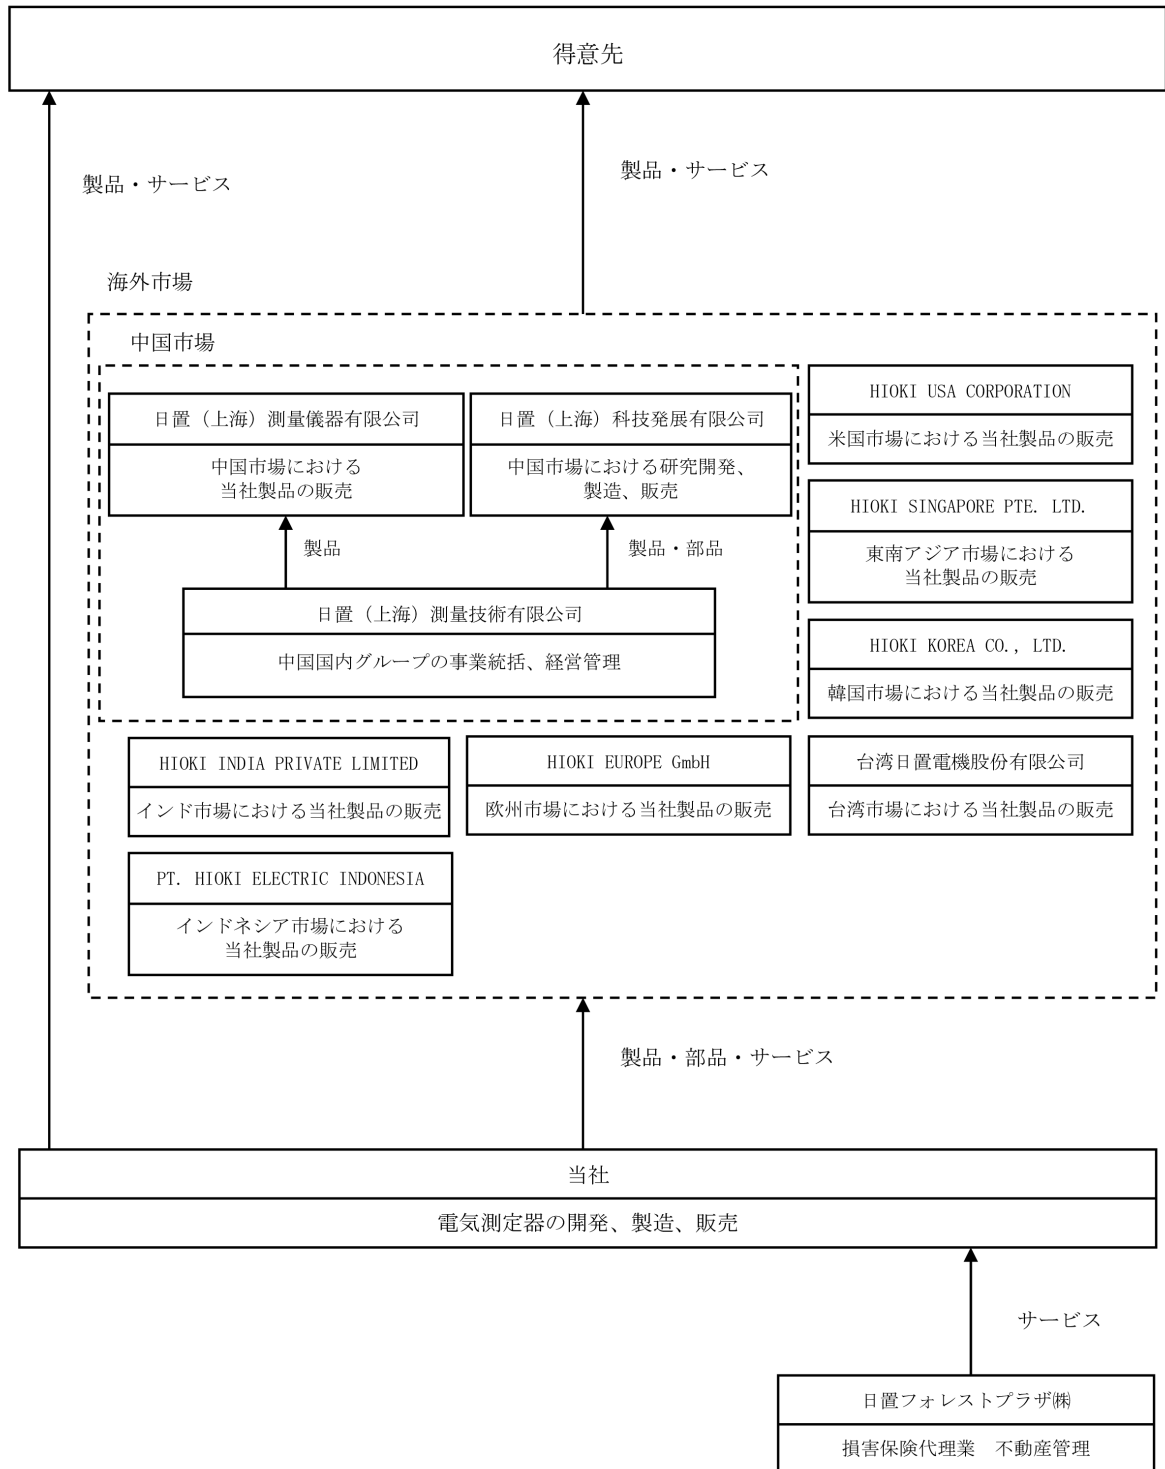 得意先
製品・サービス
製品・サービス
海外市場
中国市場
日置（上海）測量儀器有限公司
中国市場における
当社製品の販売
日置（上海）科技発展有限公司
中国市場における研究開発、
製造、販売
製品
製品・部品
日置（上海）測量技術有限公司
中国国内グループの事業統括、経営管理
HIOKI USA CORPORATION
米国市場における当社製品の販売
HIOKI SINGAPORE PTE. LTD.
東南アジア市場における
当社製品の販売
HIOKI KOREA CO., LTD.
韓国市場における当社製品の販売
HIOKI INDIA PRIVATE LIMITED
インド市場における当社製品の販売
HIOKI EUROPE GmbH
欧州市場における当社製品の販売
台湾日置電機股份有限公司
台湾市場における当社製品の販売
PT. HIOKI ELECTRIC INDONESIA
インドネシア市場における
当社製品の販売
製品・部品・サービス
当社
電気測定器の開発、製造、販売
サービス
日置フォレストプラザ㈱
損害保険代理業　不動産管理